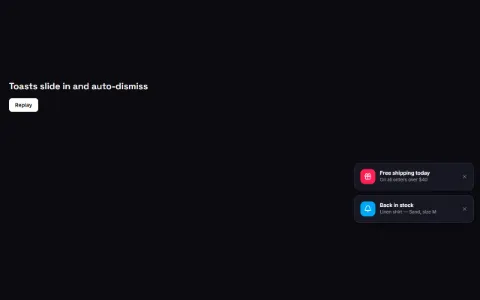 Toasts slide in and auto-dismiss
Replay
Free shipping today
On all orders over $40
Back in stock
Linen shirt — Sand, size M